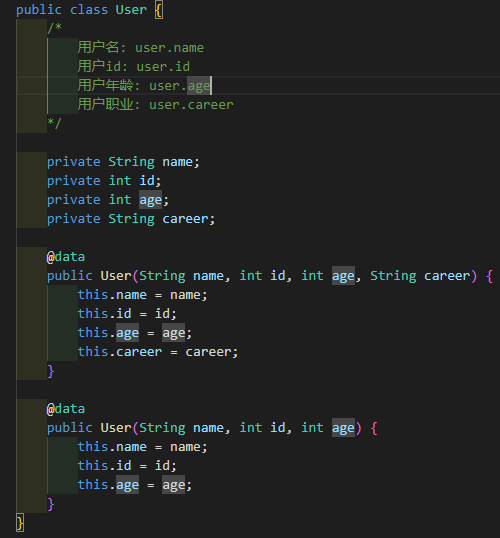 public class User {
/*
用户名: user.name
用户id: user.id
用户年龄: user.age
用户职业: user.career
*/
private String name;
private int id;
private int age;
private String career;
@data
public User(String name, int id, int age, String career) {
this.name = name;
this.id = id;
this.age = age;
this.career = career;
}
@data
public User(String name, int id, int age) {
this.name = name;
this.id = id;
this.age = age;
}
}